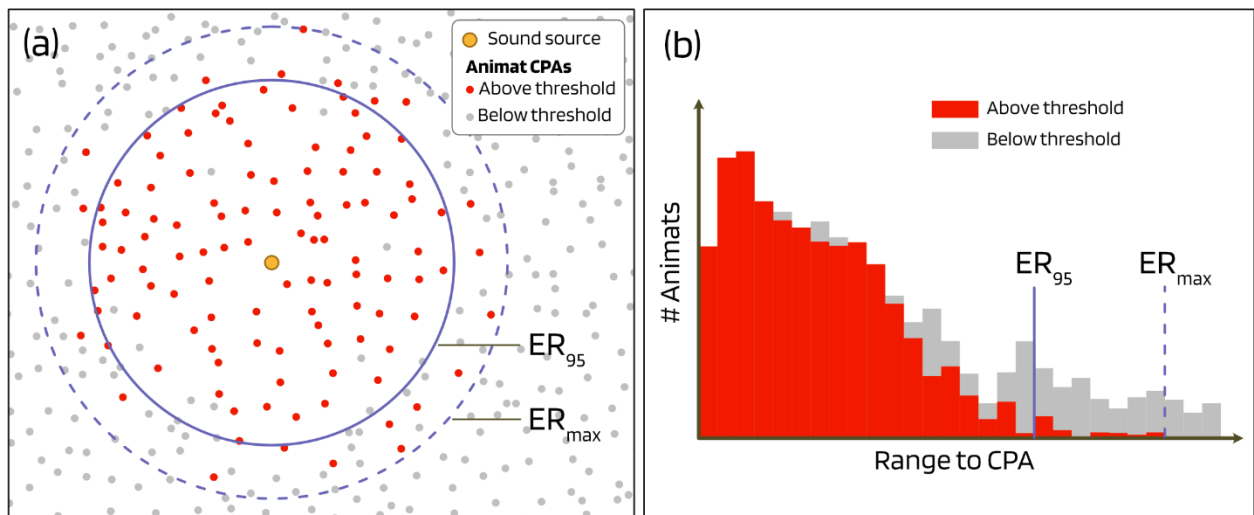 (a)
Sound source
Animat CPAs
Above threshold
Below threshold
ER95
ERmax
(b)
Above threshold
Below threshold
# Animats
ER95
ERmax
Range to CPA